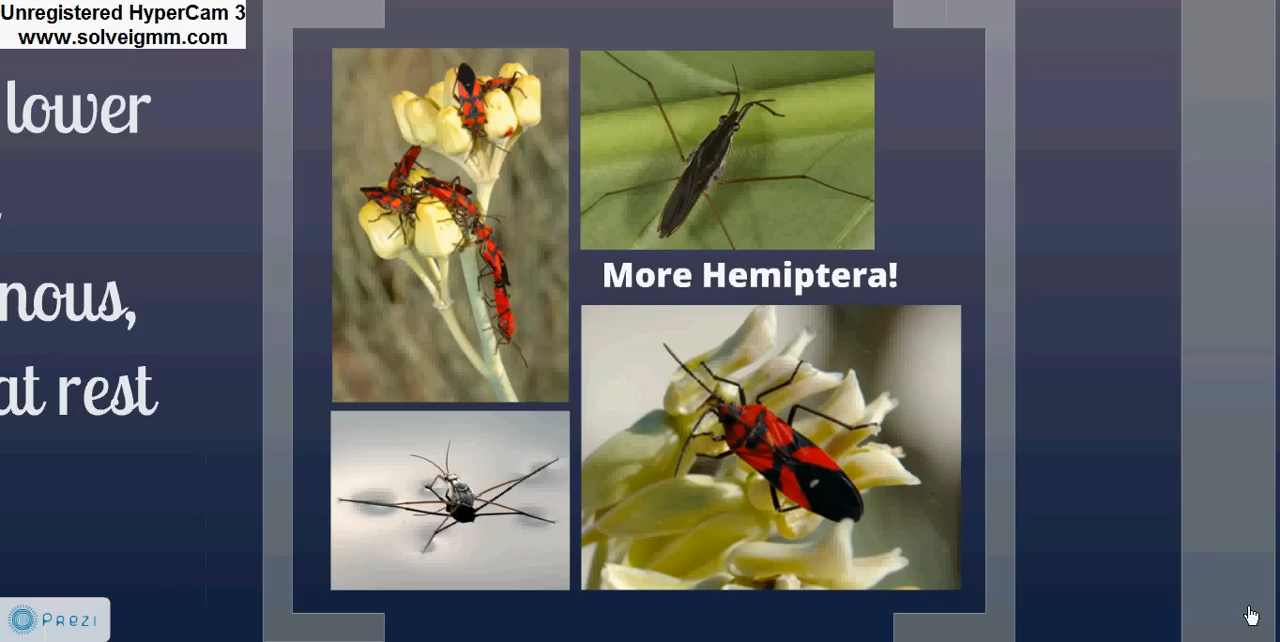 Unregistered HyperCam 3
www.solveigmm.com
lower
nous,
at rest
More Hemiptera!
Prezi